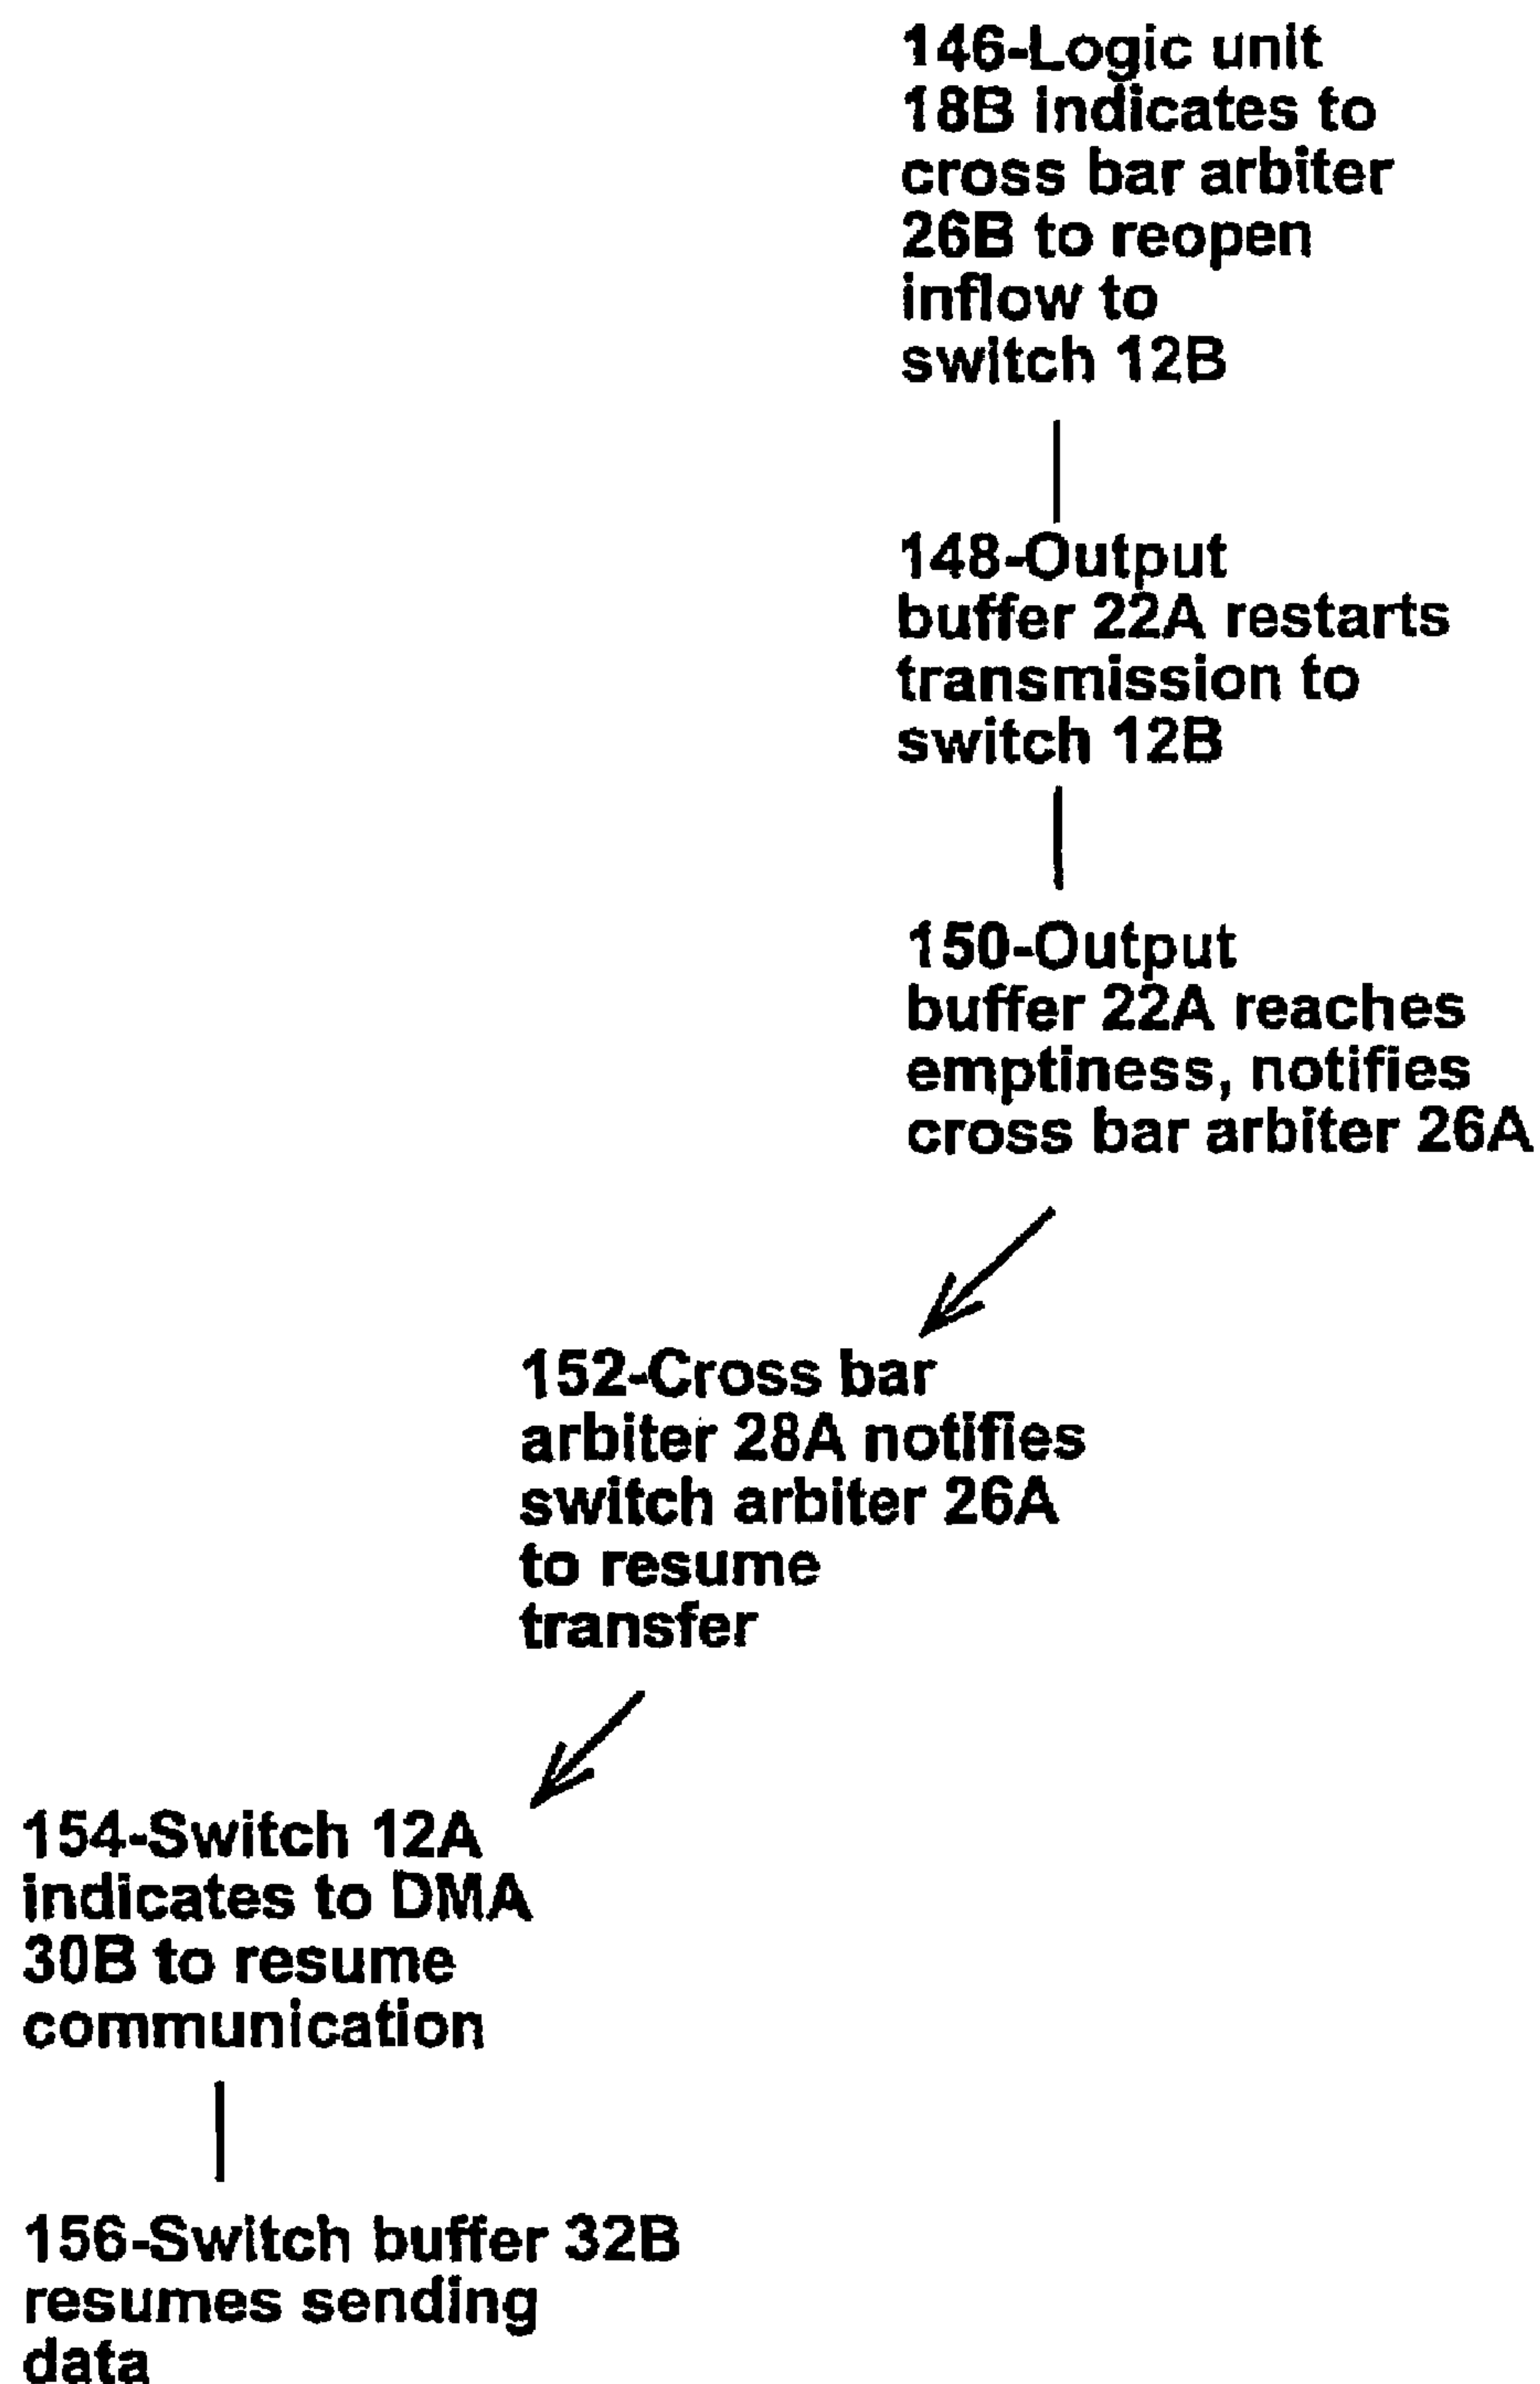 146-Logic unit
18B indicates to
cross bar arbiter
26B to reopen
inflow to
switch 12B
148-Output
buffer 22A restarts
transmission to
switch 12B
150-Output
buffer 22A reaches
emptiness, notifies
cross bar arbiter 26A
152-Cross bar
arbiter 28A notifies
switch arbiter 26A
to resume
transfer
154-Switch 12A
indicates to DMA
30B to resume
communication
156-Switch buffer 32B
resumes sending
data